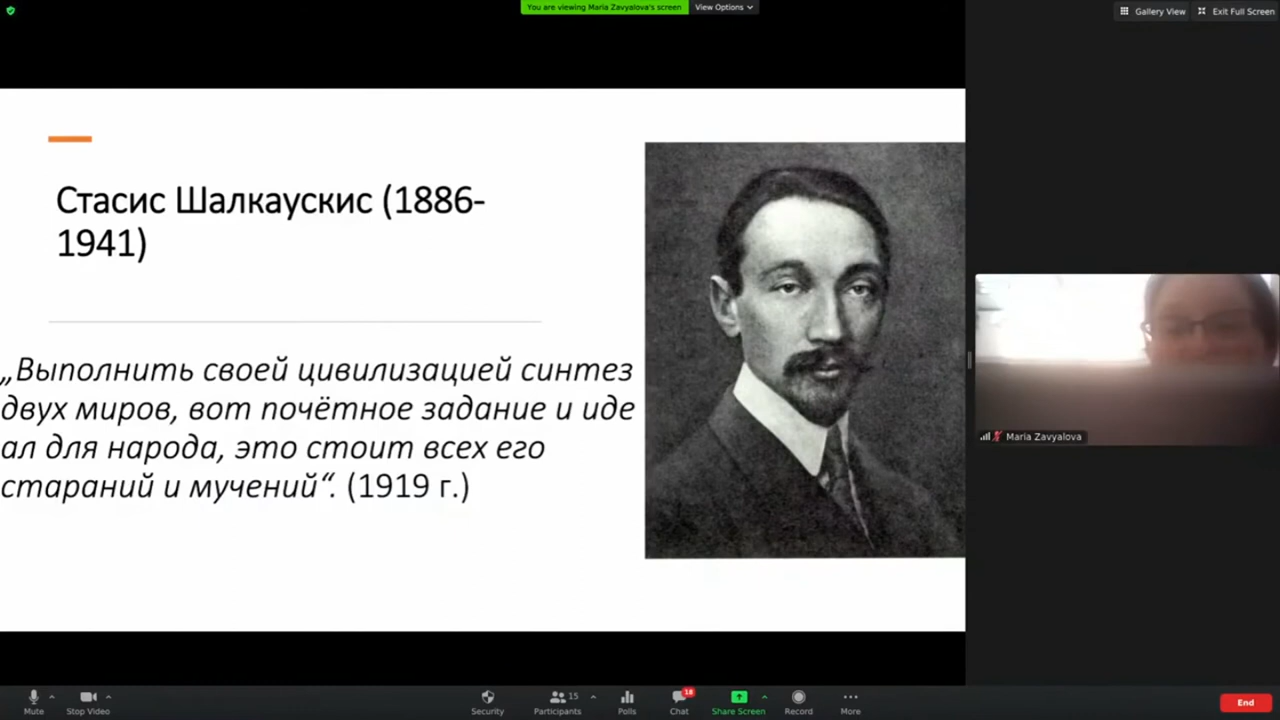 You are viewing Maria Zavyalova's screen
View Options
Gallery View
Exit Full Screen
Стасис Шалкаускис (1886-
1941)
„Выполнить своей цивилизацией синтез
двух миров, вот почётное задание и иде
ал для народа, это стоит всех его
стараний и мучений“. (1919 г.)
Maria Zavyalova
Mute
Stop Video
Security
Participants
15
Polls
Chat
18
Share Screen
Record
More
End